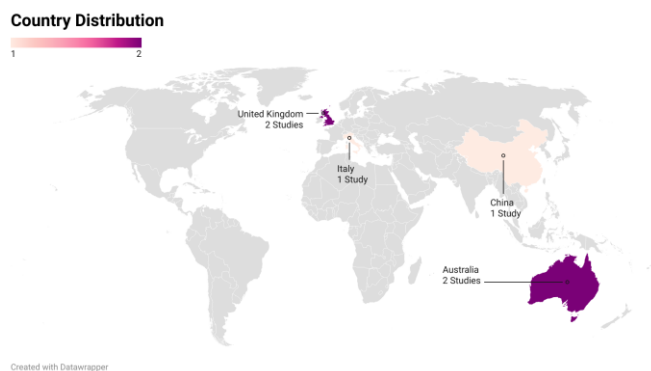 Country Distribution
1 2
United Kingdom
2 Studies
Italy
1 Study
China
1 Study
Australia
2 Studies
Created with Datawrapper